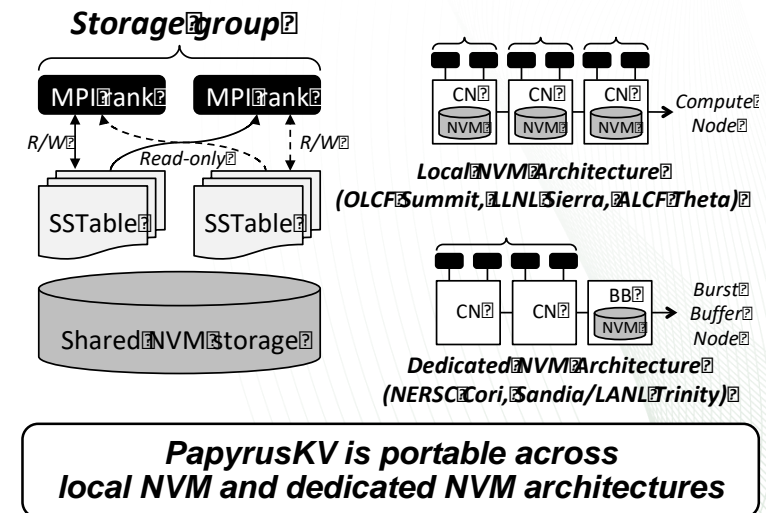 Storage group
MPI rank MPI rank
R/W Read-only R/W
SSTable SSTable
Shared NVM storage
CN CN CN
NVM NVM NVM
Compute
Node
Local NVM Architecture
(OLCF Summit, LLNL Sierra, ALCF Theta)
CN CN BB
NVM
Burst
Buffer
Node
Dedicated NVM Architecture
(NERSC Cori, Sandia/LANL Trinity)
PapyrusKV is portable across
local NVM and dedicated NVM architectures